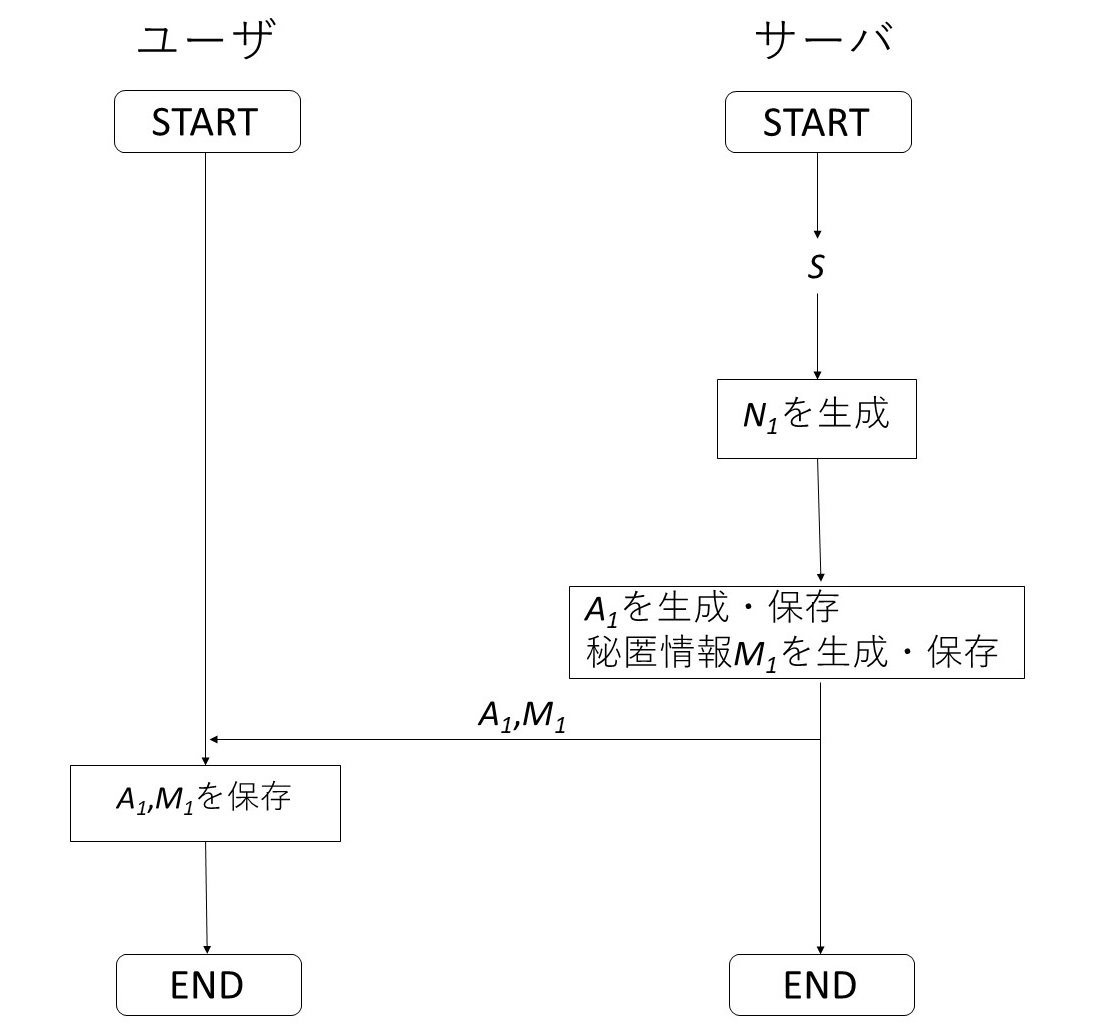 ユーザ
サーバ
START
START
S
N1を生成
A1を生成・保存
秘匿情報M1を生成・保存
A1,M1
A1,M1を保存
END
END